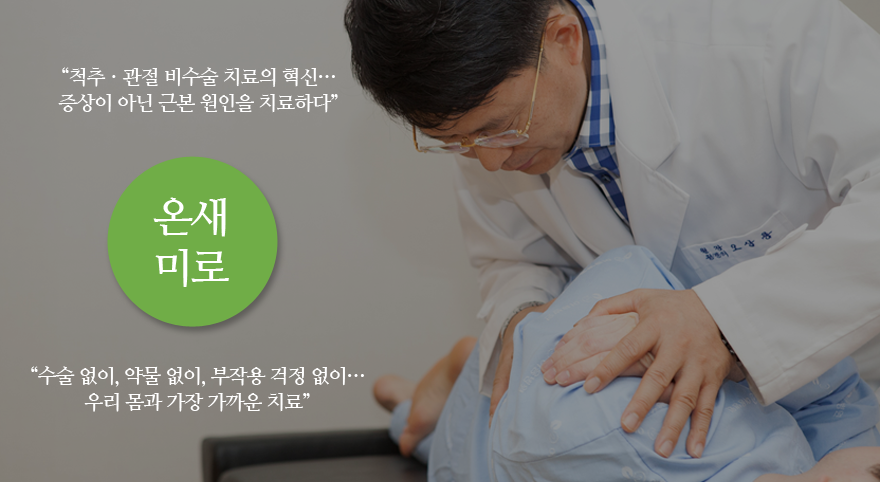 “척추 · 관절 비수술 치료의 혁신…
증상이 아닌 근본 원인을 치료하다”
온새
미로
“수술 없이, 약물 없이, 부작용 걱정 없이…
우리 몸과 가장 가까운 치료”